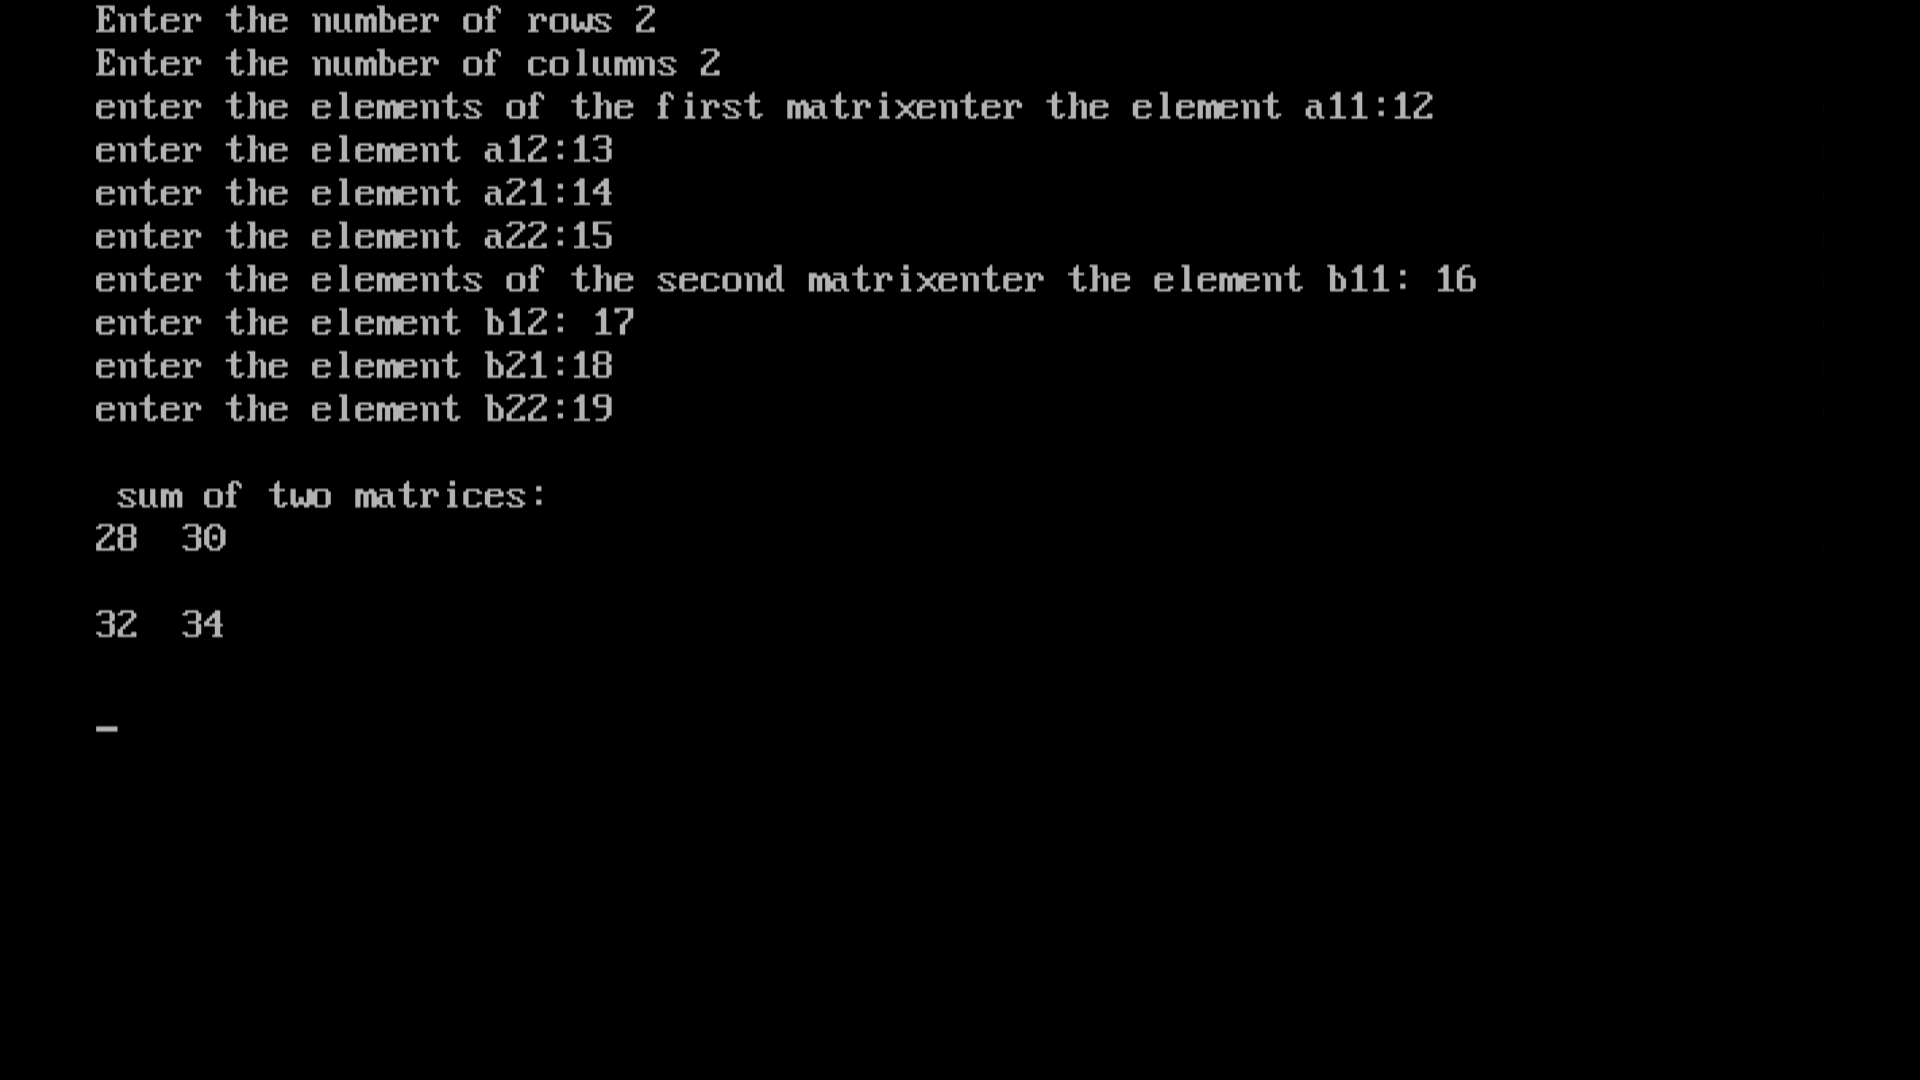 Enter the number of rows 2
Enter the number of columns 2
enter the elements of the first matrixenter the element a11:12
enter the element a12:13
enter the element a21:14
enter the element a22:15
enter the elements of the second matrixenter the element b11: 16
enter the element b12: 17
enter the element b21:18
enter the element b22:19
sum of two matrices:
28  30
32  34